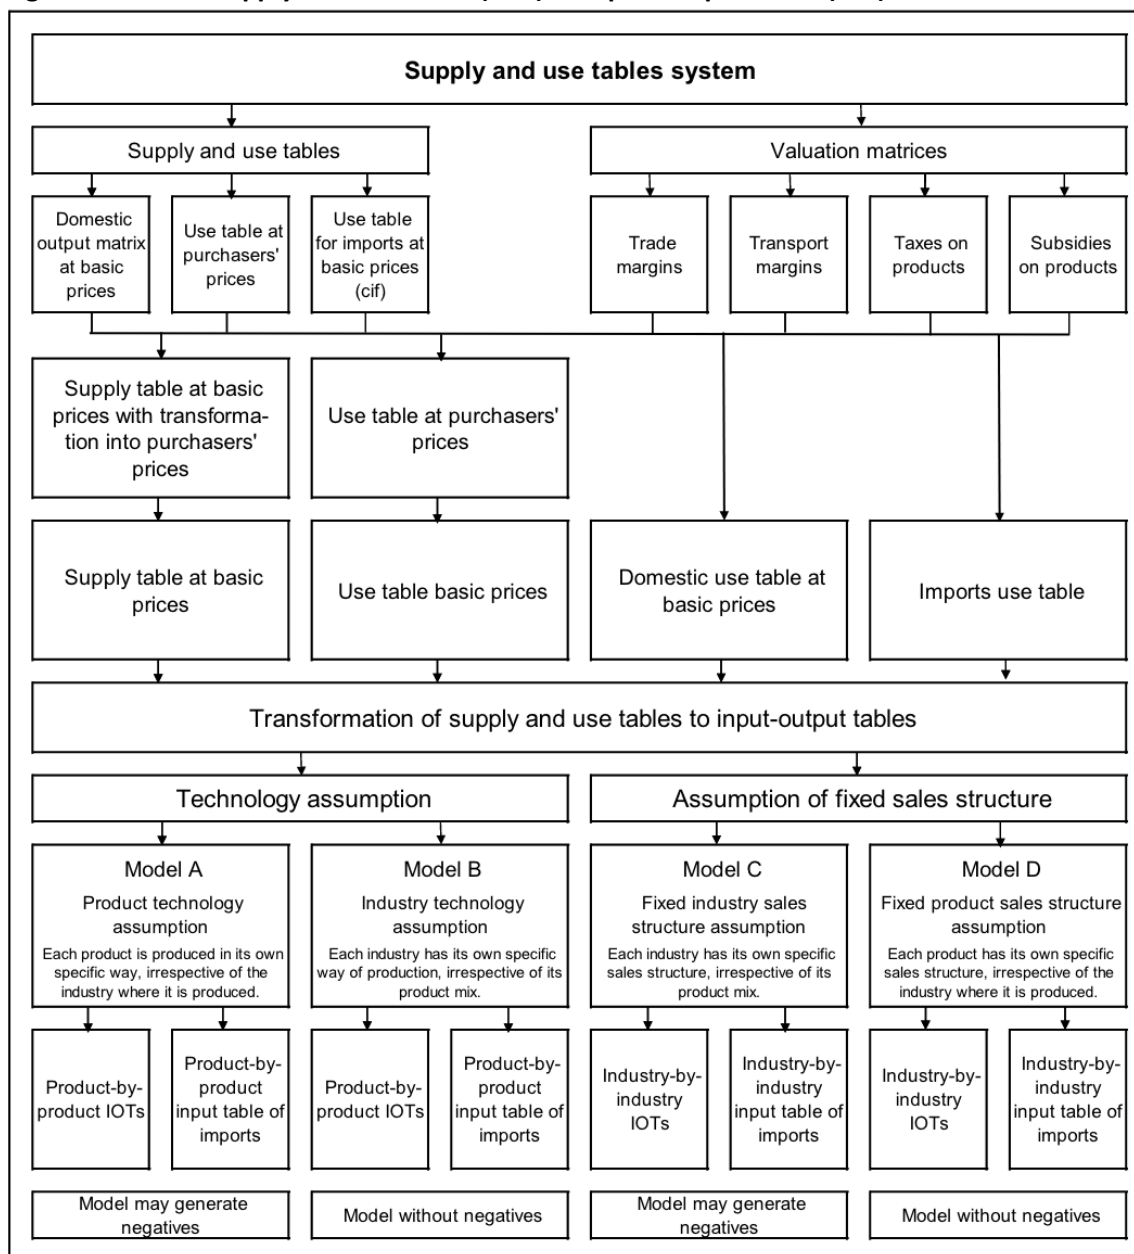 Supply and use tables system
Supply and use tables
Valuation matrices
Domestic
output matrix
at basic
prices
Use table at
purchasers'
prices
Use table
for imports at
basic prices
(cif)
Trade
margins
Transport
margins
Taxes on
products
Subsidies
on products
Supply table at basic
prices with transforma-
tion into purchasers'
prices
Use table at purchasers'
prices
Supply table at basic
prices
Use table basic prices
Domestic use table at
basic prices
Imports use table
Transformation of supply and use tables to input-output tables
Technology assumption
Assumption of fixed sales structure
Model A
Product technology
assumption
Each product is produced in its own
specific way, irrespective of the
industry where it is produced.
Model B
Industry technology
assumption
Each industry has its own specific
way of production, irrespective of its
product mix.
Model C
Fixed industry sales
structure assumption
Each industry has its own specific
sales structure, irrespective of its
product mix.
Model D
Fixed product sales structure
assumption
Each product has its own specific
sales structure, irrespective of the
industry where it is produced.
Product-by-
product IOTs
Product-by-
product
input table of
imports
Product-by-
product IOTs
Product-by-
product
input table of
imports
Industry-by-
industry
IOTs
Industry-by-
industry
input table of
imports
Industry-by-
industry IOTs
Industry-by-
industry
input table of
imports
Model may generate
negatives
Model without negatives
Model may generate
negatives
Model without negatives